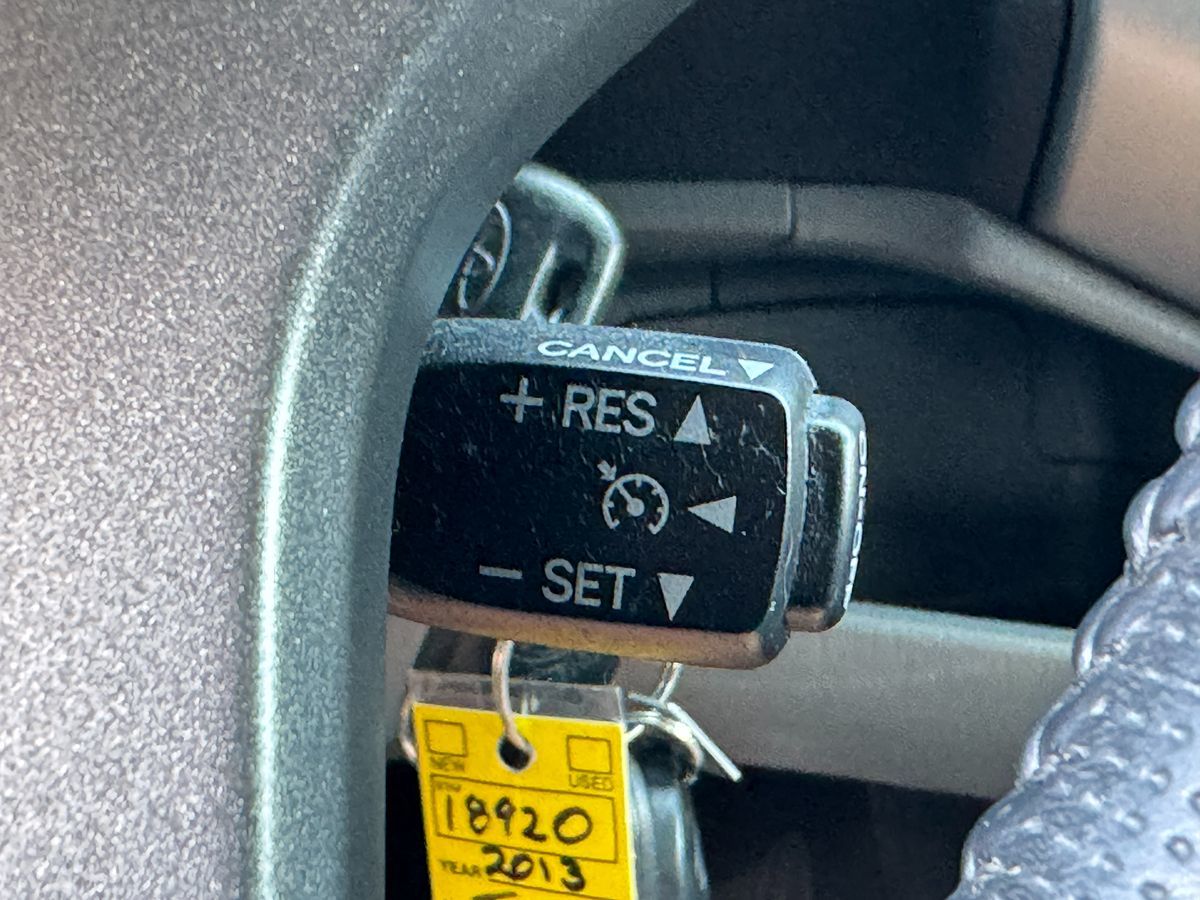 CANCEL ▼
+ RES ▲
◀
− SET ▼
NEW USED
18920
YEAR 2013